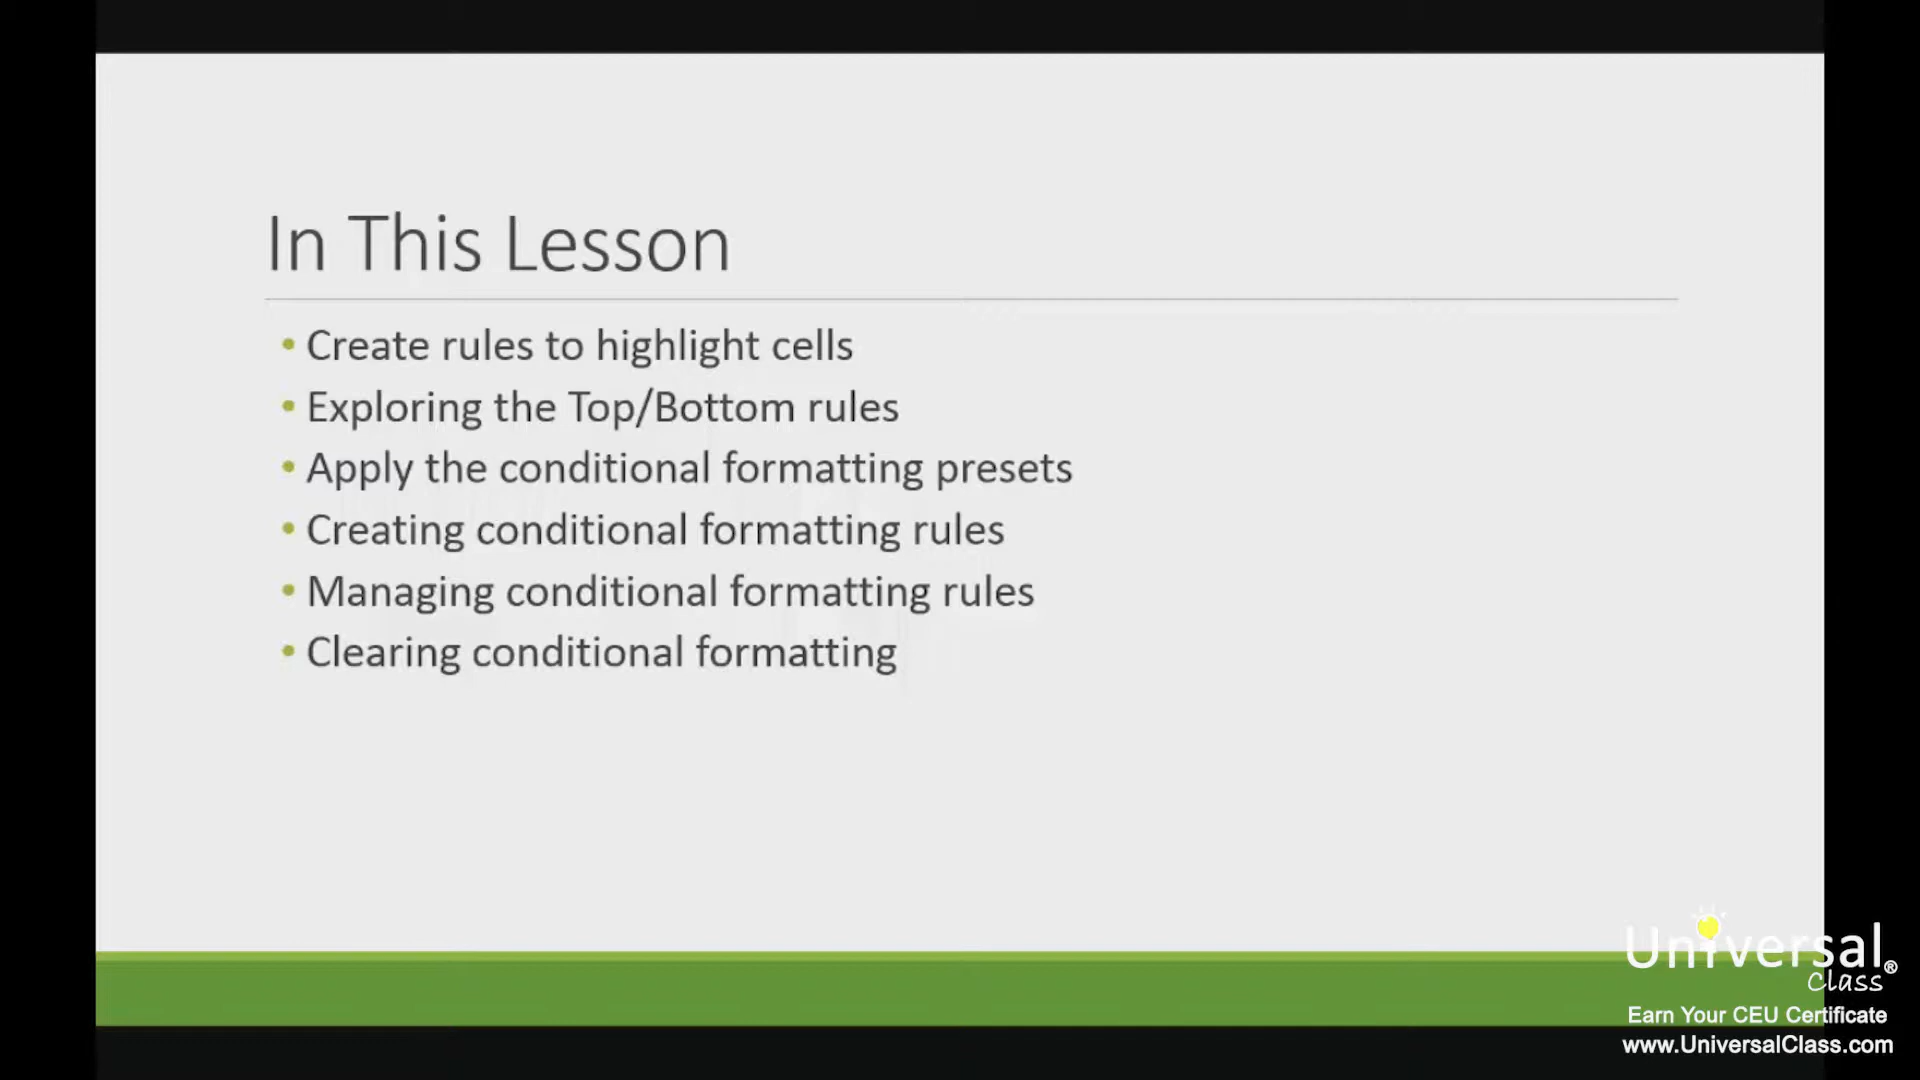 In This Lesson
• Create rules to highlight cells
• Exploring the Top/Bottom rules
• Apply the conditional formatting presets
• Creating conditional formatting rules
• Managing conditional formatting rules
• Clearing conditional formatting
Universal®
Class
Earn Your CEU Certificate
www.UniversalClass.com